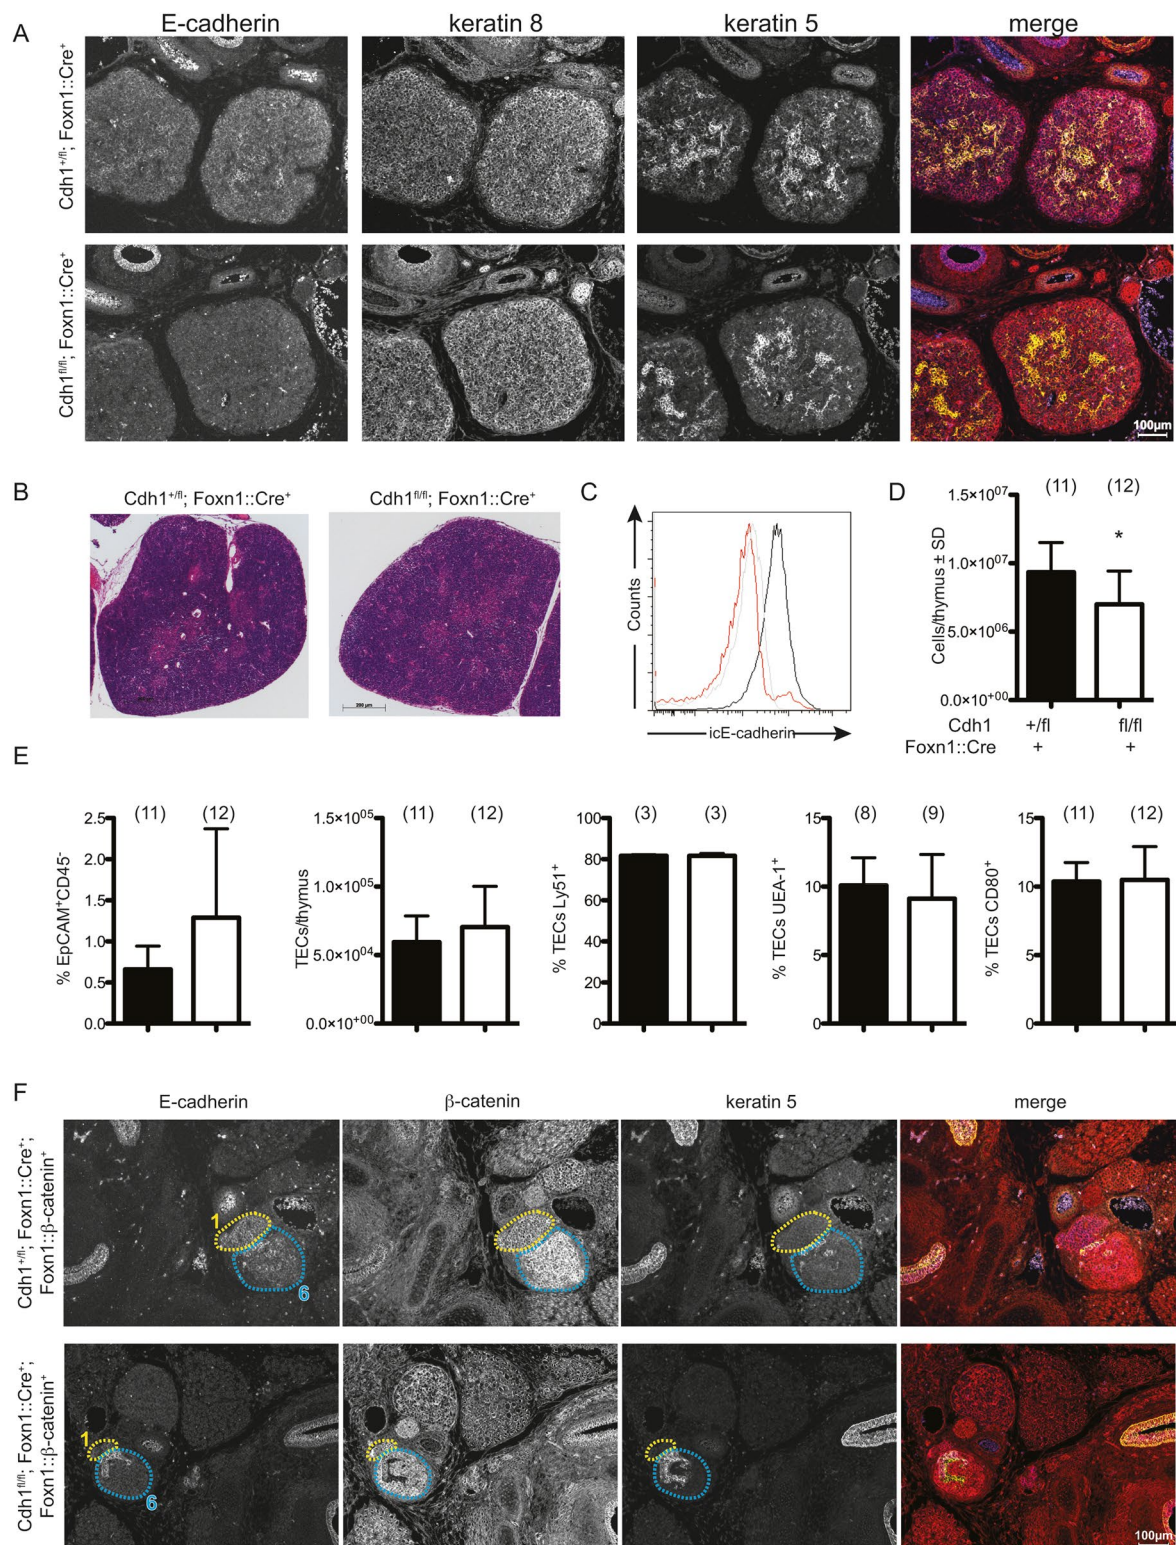 A
E-cadherin
keratin 8
keratin 5
merge
Cdh1+/fl; Foxn1::Cre+
Cdh1fl/fl; Foxn1::Cre+
100µm
B
Cdh1+/fl; Foxn1::Cre+
Cdh1fl/fl; Foxn1::Cre+
200 µm
C
Counts
icE-cadherin
D
(11)
(12)
*
Cells/thymus ± SD
1.5×10⁰⁷
1.0×10⁰⁷
5.0×10⁰⁶
0.0×10⁺⁰⁰
Cdh1 +/fl fl/fl
Foxn1::Cre + +
E
(11) (12)
% EpCAM⁺CD45⁻
2.5
2.0
1.5
1.0
0.5
0.0
(11) (12)
TECs/thymus
1.5×10⁺⁰⁵
1.0×10⁺⁰⁵
5.0×10⁺⁰⁴
0.0×10⁺⁰⁰
(3) (3)
% TECs Ly51⁺
100
80
60
40
20
0
(8) (9)
% TECs UEA-1⁺
15
10
5
0
(11) (12)
% TECs CD80⁺
15
10
5
0
F
E-cadherin
β-catenin
keratin 5
merge
Cdh1+/fl; Foxn1::Cre+;
Foxn1::β-catenin+
1
6
Cdh1fl/fl; Foxn1::Cre+;
Foxn1::β-catenin+
1
6
100µm